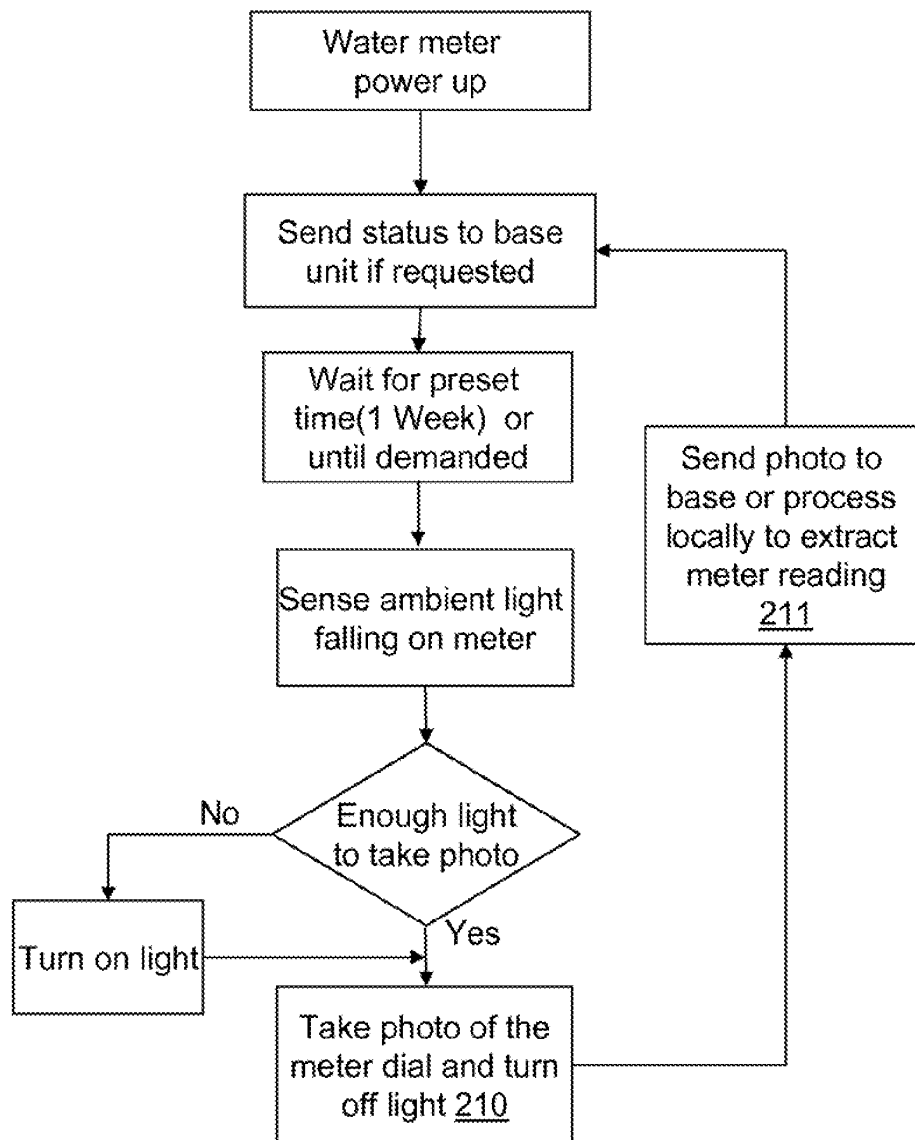 Water meter
power up
Send status to base
unit if requested
Wait for preset
time(1 Week) or
until demanded
Send photo to
base or process
locally to extract
meter reading
211
Sense ambient light
falling on meter
Enough light
to take photo
No
Yes
Turn on light
Take photo of the
meter dial and turn
off light 210